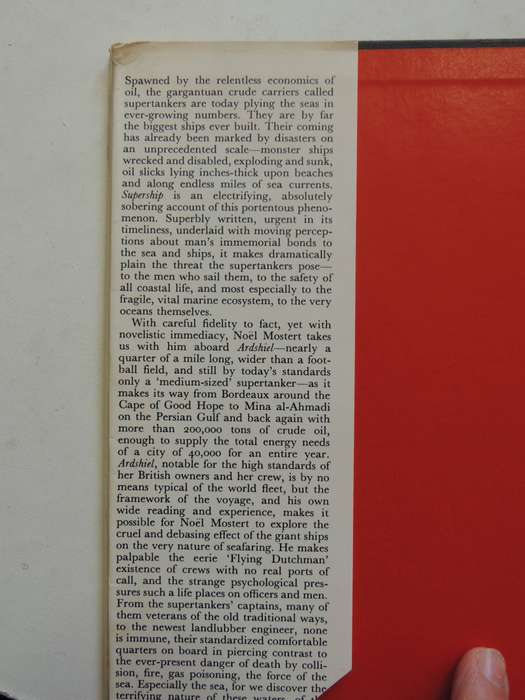 Spawned by the relentless economics of
oil, the gargantuan crude carriers called
supertankers are today plying the seas in
ever-growing numbers. They are by far
the biggest ships ever built. Their coming
has already been marked by disasters on
an unprecedented scale—monster ships
wrecked and disabled, exploding and sunk,
oil slicks lying inches-thick upon beaches
and along endless miles of sea currents.
Supership is an electrifying, absolutely
sobering account of this portentous pheno-
menon. Superbly written, urgent in its
timeliness, underlaid with moving percep-
tions about man's immemorial bonds to
the sea and ships, it makes dramatically
plain the threat the supertankers pose—
to the men who sail them, to the safety of
all coastal life, and most especially to the
fragile, vital marine ecosystem, to the very
oceans themselves.
With careful fidelity to fact, yet with
novelistic immediacy, Noël Mostert takes
us with him aboard Ardshiel—nearly a
quarter of a mile long, wider than a foot-
ball field, and still by today's standards
only a 'medium-sized' supertanker—as it
makes its way from Bordeaux around the
Cape of Good Hope to Mina al-Ahmadi
on the Persian Gulf and back again with
more than 200,000 tons of crude oil,
enough to supply the total energy needs
of a city of 40,000 for an entire year.
Ardshiel, notable for the high standards of
her British owners and her crew, is by no
means typical of the world fleet, but the
framework of the voyage, and his own
wide reading and experience, makes it
possible for Noël Mostert to explore the
cruel and debasing effect of the giant ships
on the very nature of seafaring. He makes
palpable the eerie 'Flying Dutchman'
existence of crews with no real ports of
call, and the strange psychological pres-
sures such a life places on officers and men.
From the supertankers' captains, many of
them veterans of the old traditional ways,
to the newest landlubber engineer, none
is immune, their standardized comfortable
quarters on board in piercing contrast to
the ever-present danger of death by colli-
sion, fire, gas poisoning, the force of the
sea. Especially the sea, for we discover the
terrifying nature of these waters, of the